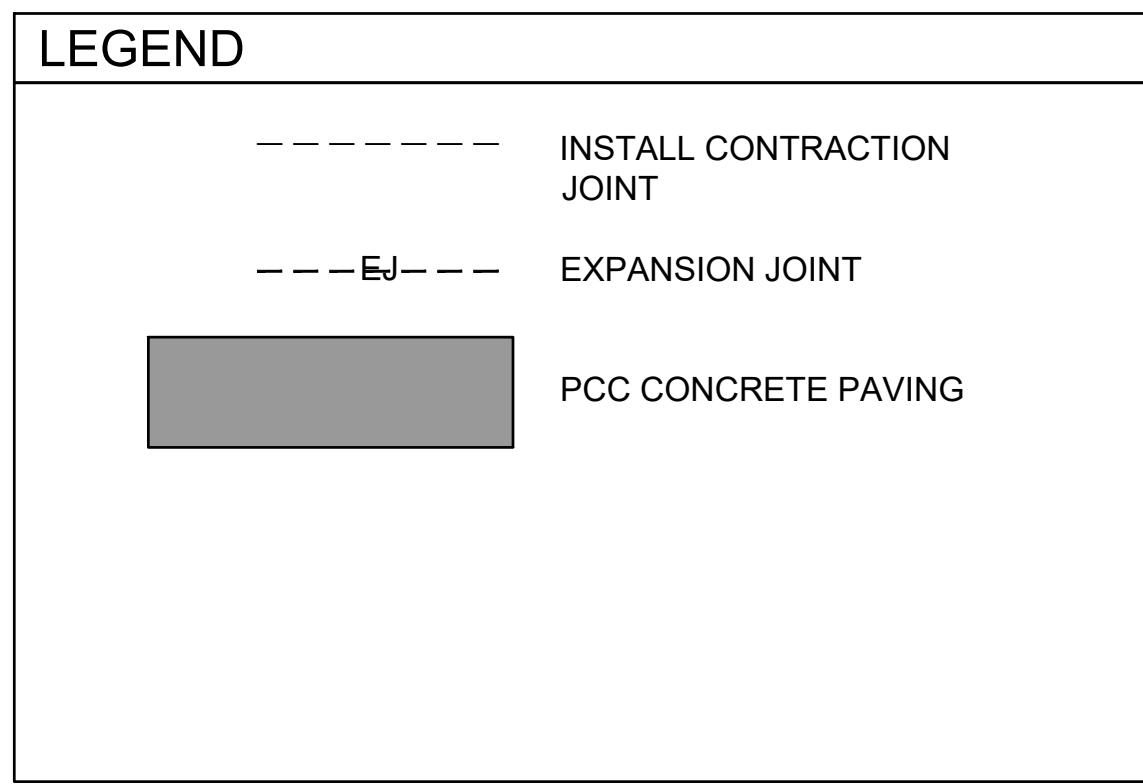 LEGEND
INSTALL CONTRACTION
JOINT
EJ
EXPANSION JOINT
PCC CONCRETE PAVING